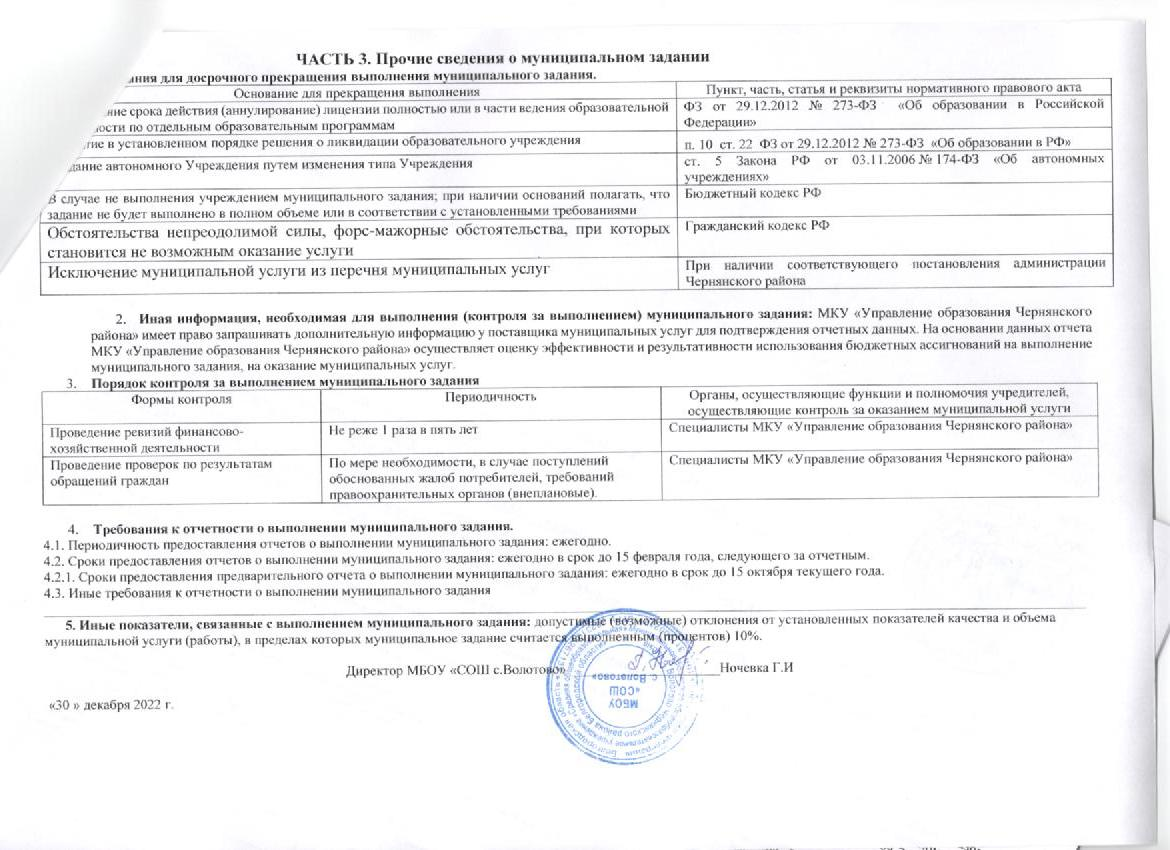 ЧАСТЬ 3. Прочие сведения о муниципальном задании
для досрочного прекращения выполнения муниципального задания.
Основание для прекращения выполнения
Пункт, часть, статья и реквизиты нормативного правового акта
срока действия (аннулирование) лицензии полностью или в части ведения образовательной
по отдельным образовательным программам
ФЗ от 29.12.2012 № 273-ФЗ «Об образовании в Российской
Федерации»
в установленном порядке решения о ликвидации образовательного учреждения
п. 10 ст. 22 ФЗ от 29.12.2012 № 273-ФЗ «Об образовании в РФ»
автономного Учреждения путем изменения типа Учреждения
ст. 5 Закона РФ от 03.11.2006 № 174-ФЗ «Об автономных
учреждениях»
В случае не выполнения учреждением муниципального задания; при наличии оснований полагать, что
задание не будет выполнено в полном объеме или в соответствии с установленными требованиями
Бюджетный кодекс РФ
Обстоятельства непреодолимой силы, форс-мажорные обстоятельства, при которых
становится не возможным оказание услуги
Гражданский кодекс РФ
Исключение муниципальной услуги из перечня муниципальных услуг
При наличии соответствующего постановления администрации
Чернянского района
2. Иная информация, необходимая для выполнения (контроля за выполнением) муниципального задания: МКУ «Управление образования Чернянского
района» имеет право запрашивать дополнительную информацию у поставщика муниципальных услуг для подтверждения отчетных данных. На основании данных отчета
МКУ «Управление образования Чернянского района» осуществляет оценку эффективности и результативности использования бюджетных ассигнований на выполнение
муниципального задания, на оказание муниципальных услуг.
3. Порядок контроля за выполнением муниципального задания
Формы контроля
Периодичность
Органы, осуществляющие функции и полномочия учредителей,
осуществляющие контроль за оказанием муниципальной услуги
Проведение ревизий финансово-
хозяйственной деятельности
Не реже 1 раза в пять лет
Специалисты МКУ «Управление образования Чернянского района»
Проведение проверок по результатам
обращений граждан
По мере необходимости, в случае поступлений
обоснованных жалоб потребителей, требований
правоохранительных органов (внеплановые).
Специалисты МКУ «Управление образования Чернянского района»
4. Требования к отчетности о выполнении муниципального задания.
4.1. Периодичность предоставления отчетов о выполнении муниципального задания: ежегодно.
4.2. Сроки предоставления отчетов о выполнении муниципального задания: ежегодно в срок до 15 февраля года, следующего за отчетным.
4.2.1. Сроки предоставления предварительного отчета о выполнении муниципального задания: ежегодно в срок до 15 октября текущего года.
4.3. Иные требования к отчетности о выполнении муниципального задания
5. Иные показатели, связанные с выполнением муниципального задания: допустимые (возможные) отклонения от установленных показателей качества и объема
муниципальной услуги (работы), в пределах которых муниципальное задание считается выполненным (процентов) 10%.
Директор МБОУ «СОШ с.Волотово» Ночевка Г.И
МБОУ
«СОШ
с. Волотово»
«30 » декабря 2022 г.